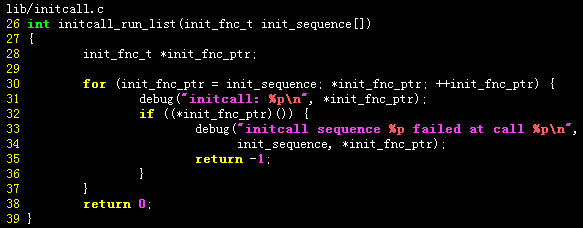 lib/initcall.c
26 int initcall_run_list(init_fnc_t init_sequence[])
27 {
28         init_fnc_t *init_fnc_ptr;
29
30         for (init_fnc_ptr = init_sequence; *init_fnc_ptr; ++init_fnc_ptr) {
31                 debug("initcall: %p\n", *init_fnc_ptr);
32                 if ((*init_fnc_ptr)()) {
33                         debug("initcall sequence %p failed at call %p\n",
34                               init_sequence, *init_fnc_ptr);
35                         return -1;
36                 }
37         }
38         return 0;
39 }